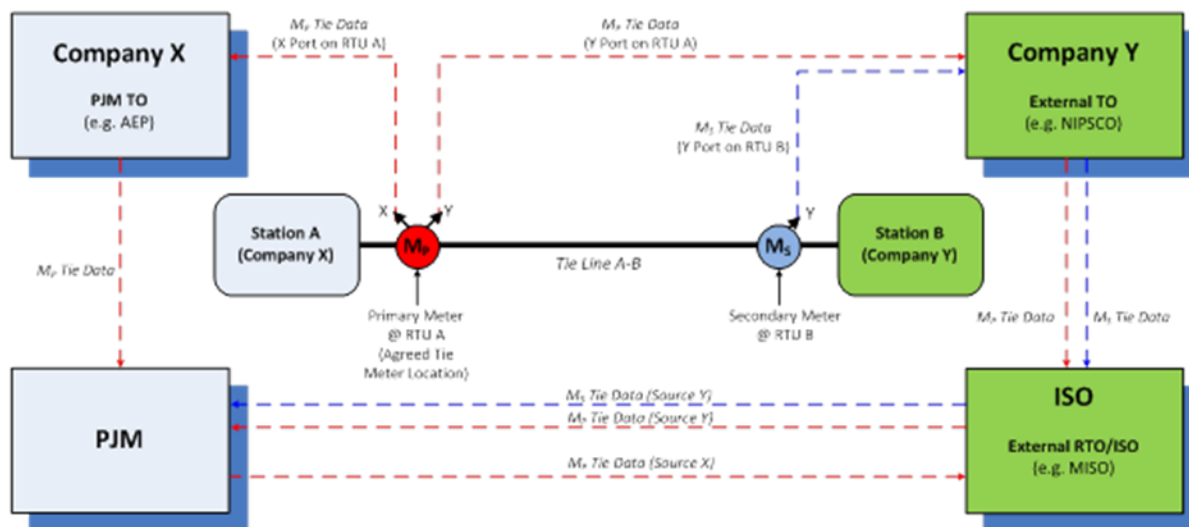 Company X
PJM TO
(e.g. AEP)
Mₚ Tie Data
(X Port on RTU A)
Mₚ Tie Data
(Y Port on RTU A)
Company Y
External TO
(e.g. NIPSCO)
Mₛ Tie Data
(Y Port on RTU B)
X
Y
Y
Station A
(Company X)
Mₚ
Tie Line A-B
Mₛ
Station B
(Company Y)
Mₚ Tie Data
Primary Meter
@ RTU A
(Agreed Tie
Meter Location)
Secondary Meter
@ RTU B
Mₚ Tie Data
Mₛ Tie Data
PJM
Mₛ Tie Data (Source Y)
Mₚ Tie Data (Source Y)
Mₚ Tie Data (Source X)
ISO
External RTO/ISO
(e.g. MISO)